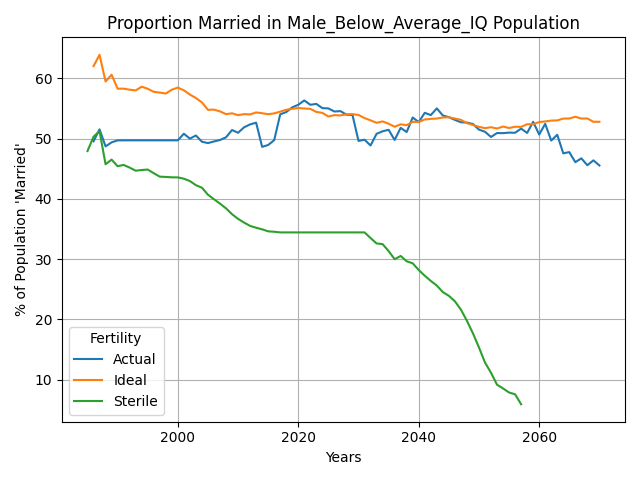 Proportion Married in Male_Below_Average_IQ Population
% of Population 'Married'
60
50
40
30
20
10
Fertility
Actual
Ideal
Sterile
2000
2020
2040
2060
Years